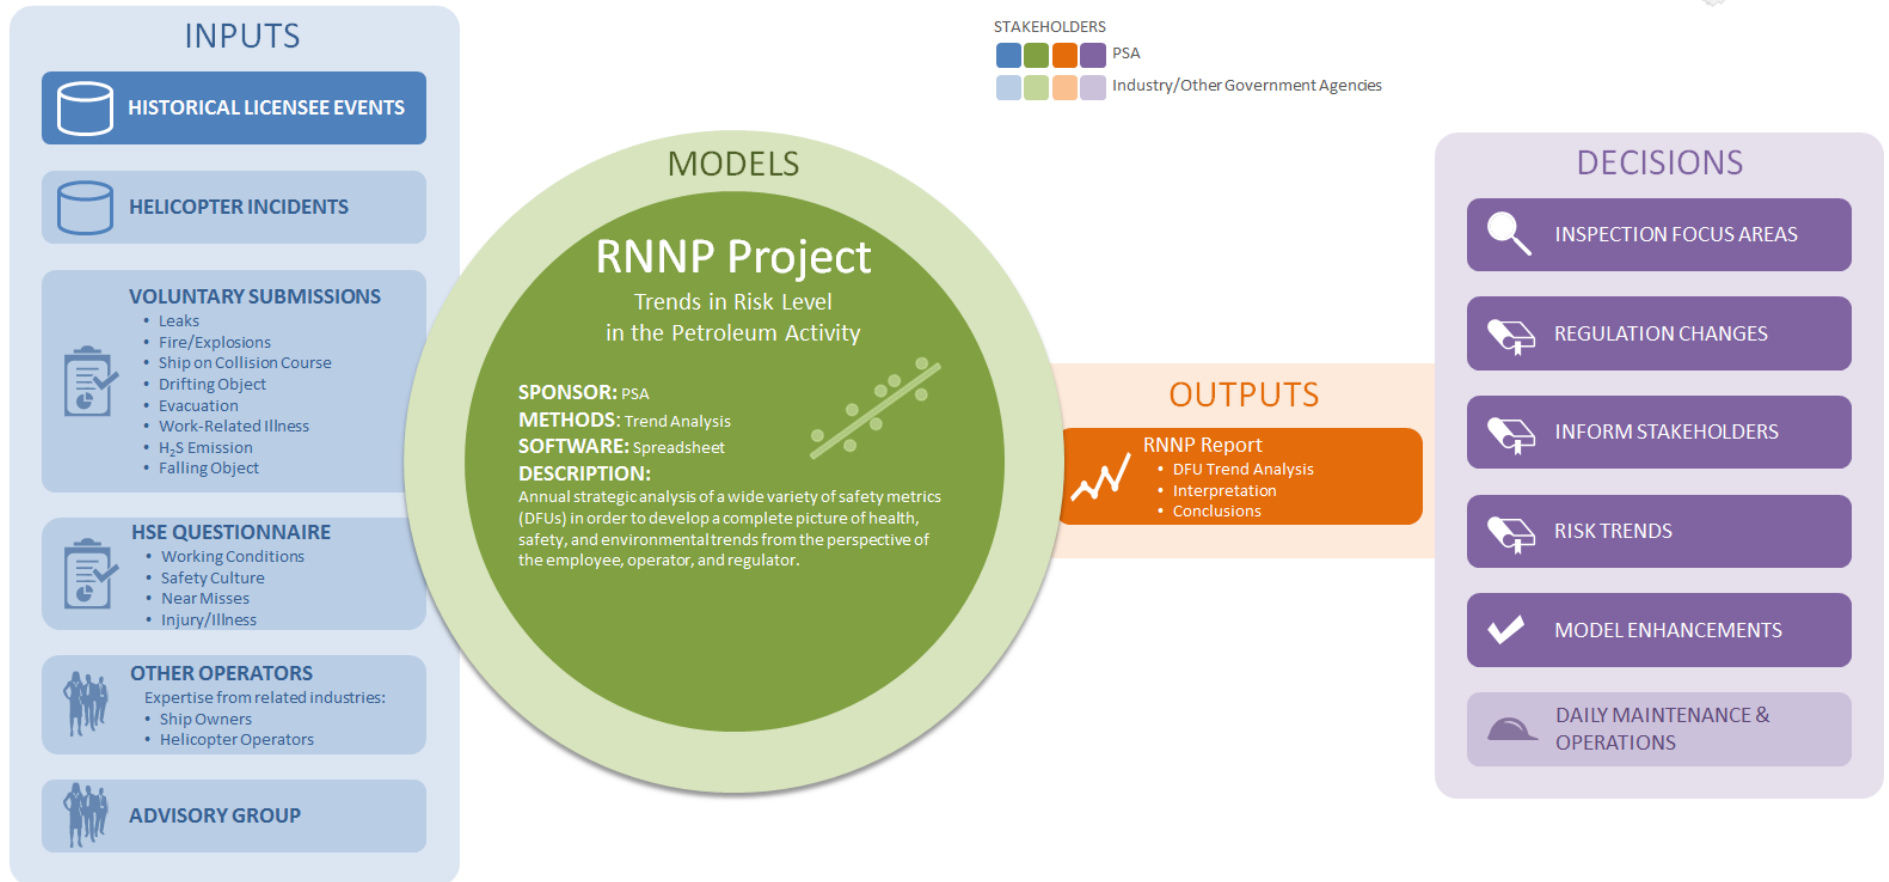 INPUTS
HISTORICAL LICENSEE EVENTS
HELICOPTER INCIDENTS
VOLUNTARY SUBMISSIONS
• Leaks
• Fire/Explosions
• Ship on Collision Course
• Drifting Object
• Evacuation
• Work-Related Illness
• H₂S Emission
• Falling Object
HSE QUESTIONNAIRE
• Working Conditions
• Safety Culture
• Near Misses
• Injury/Illness
OTHER OPERATORS
Expertise from related industries:
• Ship Owners
• Helicopter Operators
ADVISORY GROUP
STAKEHOLDERS
PSA
Industry/Other Government Agencies
MODELS
RNNP Project
Trends in Risk Level
in the Petroleum Activity
SPONSOR: PSA
METHODS: Trend Analysis
SOFTWARE: Spreadsheet
DESCRIPTION:
Annual strategic analysis of a wide variety of safety metrics
(DFUs) in order to develop a complete picture of health,
safety, and environmental trends from the perspective of
the employee, operator, and regulator.
OUTPUTS
RNNP Report
• DFU Trend Analysis
• Interpretation
• Conclusions
DECISIONS
INSPECTION FOCUS AREAS
REGULATION CHANGES
INFORM STAKEHOLDERS
RISK TRENDS
MODEL ENHANCEMENTS
DAILY MAINTENANCE &
OPERATIONS